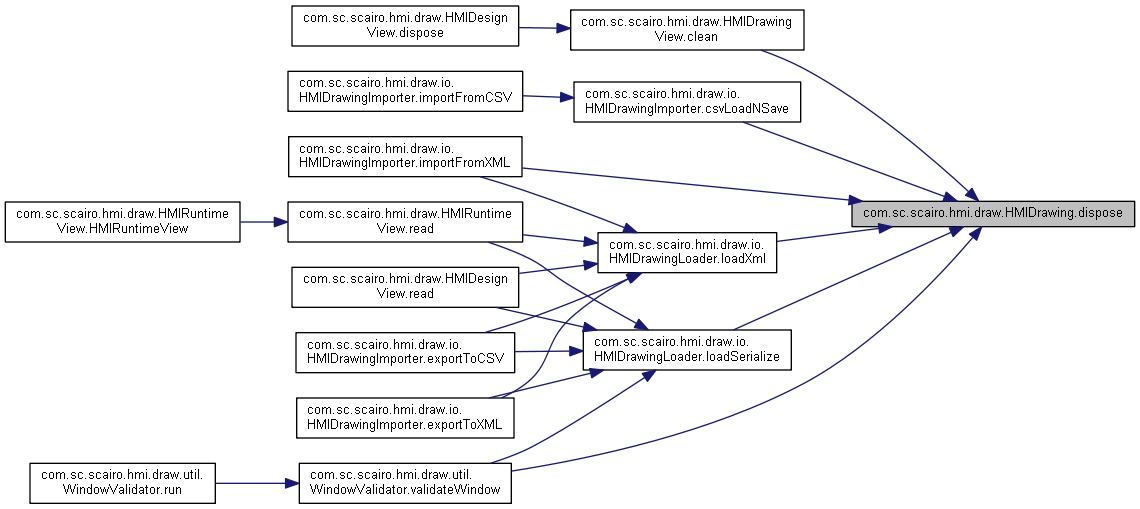 com.sc.scairo.hmi.draw.HMIDesign
View.dispose
com.sc.scairo.hmi.draw.HMIDrawing
View.clean
com.sc.scairo.hmi.draw.io.
HMIDrawingImporter.importFromCSV
com.sc.scairo.hmi.draw.io.
HMIDrawingImporter.csvLoadNSave
com.sc.scairo.hmi.draw.io.
HMIDrawingImporter.importFromXML
com.sc.scairo.hmi.draw.HMIRuntime
View.HMIRuntimeView
com.sc.scairo.hmi.draw.HMIRuntime
View.read
com.sc.scairo.hmi.draw.HMIDrawing.dispose
com.sc.scairo.hmi.draw.io.
HMIDrawingLoader.loadXml
com.sc.scairo.hmi.draw.HMIDesign
View.read
com.sc.scairo.hmi.draw.io.
HMIDrawingImporter.exportToCSV
com.sc.scairo.hmi.draw.io.
HMIDrawingLoader.loadSerialize
com.sc.scairo.hmi.draw.io.
HMIDrawingImporter.exportToXML
com.sc.scairo.hmi.draw.util.
WindowValidator.run
com.sc.scairo.hmi.draw.util.
WindowValidator.validateWindow